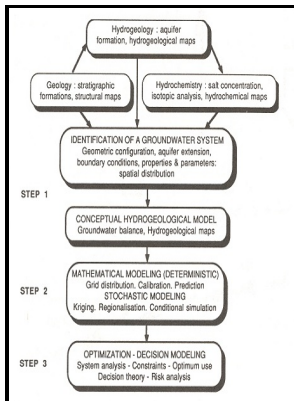 Hydrogeology : aquifer
formation, hydrogeological maps
Geology : stratigraphic
formations, structural maps
Hydrochemistry : salt concentration,
isotopic analysis, hydrochemical maps
IDENTIFICATION OF A GROUNDWATER SYSTEM
Geometric configuration, aquifer extension,
boundary conditions, properties & parameters:
spatial distribution
STEP 1
CONCEPTUAL HYDROGEOLOGICAL MODEL
Groundwater balance, Hydrogeological maps
MATHEMATICAL MODELING (DETERMINISTIC)
Grid distribution. Calibration. Prediction
STEP 2
STOCHASTIC MODELING
Kriging. Regionalisation. Conditional simulation
OPTIMIZATION - DECISION MODELING
System analysis - Constraints - Optimum use
STEP 3
Decision theory - Risk analysis